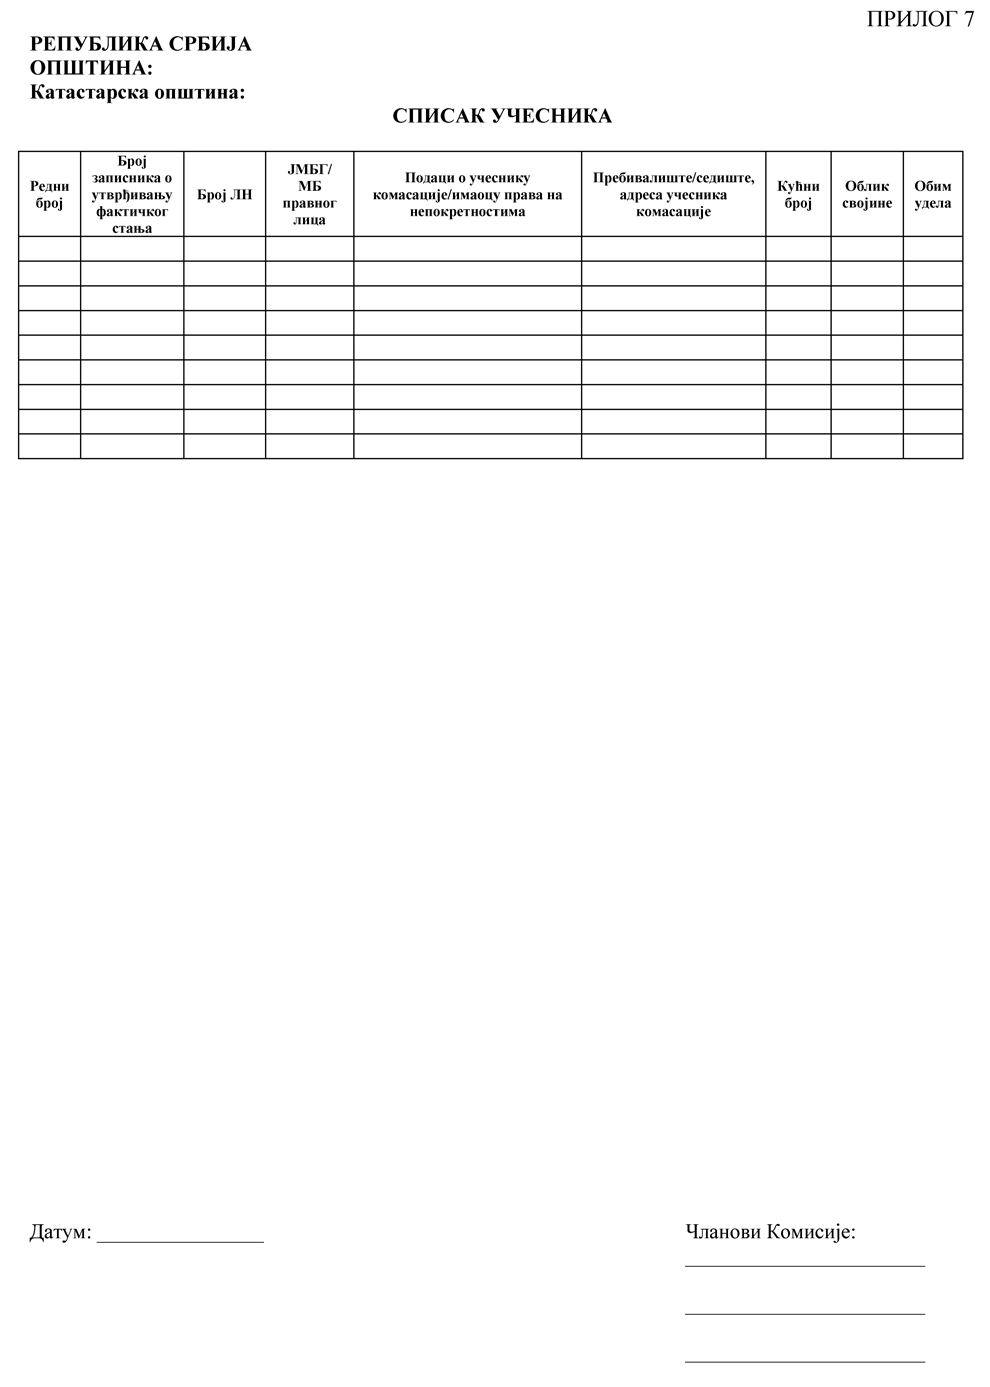 ПРИЛОГ 7
РЕПУБЛИКА СРБИЈА
ОПШТИНА:
Катастарска општина:
СПИСАК УЧЕСНИКА
Редни
број
Број
записника о
утврђивању
фактичког
стања
Број ЛН
ЈМБГ/
МБ
правног
лица
Подаци о учеснику
комасације/имаоцу права на
непокретностима
Пребивалиште/седиште,
адреса учесника
комасације
Кућни
број
Облик
својине
Обим
удела
Датум:
Чланови Комисије: